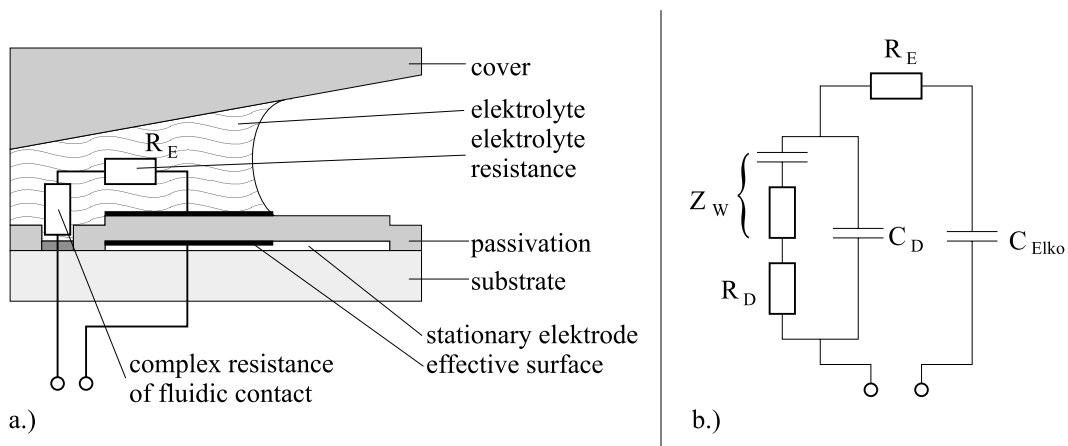 cover
elektrolyte
elektrolyte
resistance
R E
passivation
substrate
stationary elektrode
effective surface
complex resistance
of fluidic contact
a.)
R E
Z W
C D
C Elko
R D
b.)